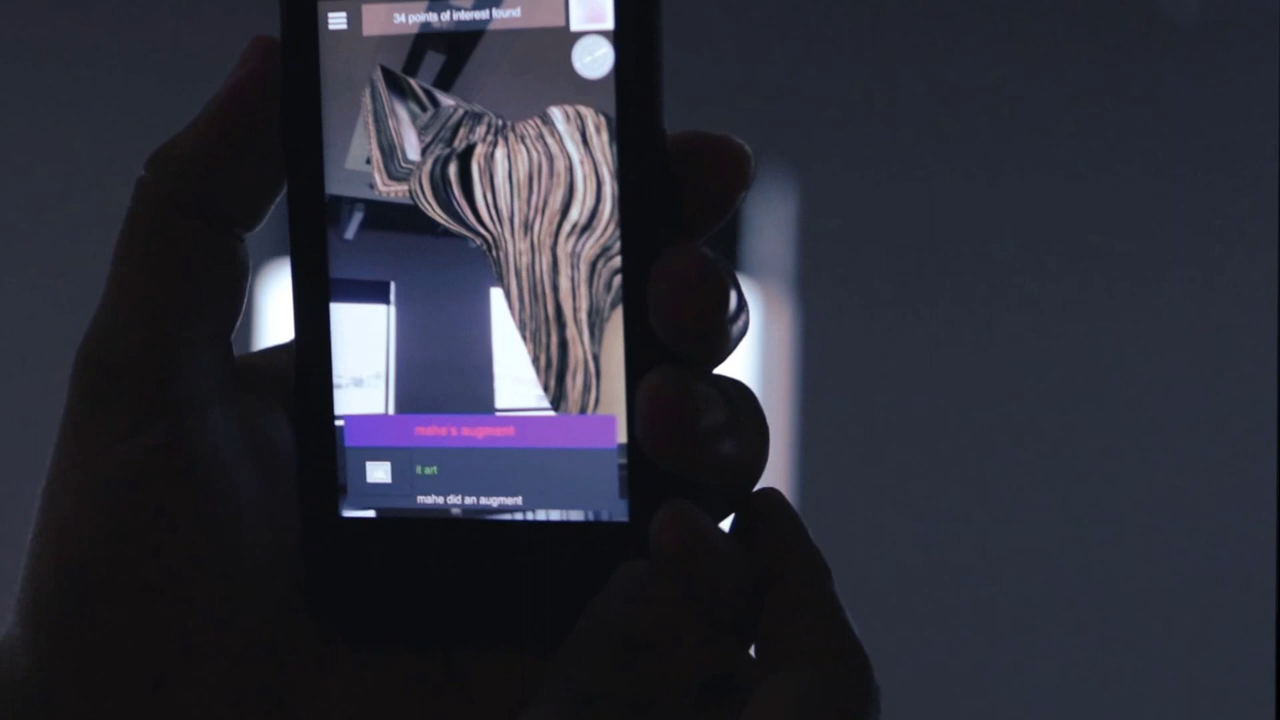 34 points of interest found
mahe's augment
it art
mahe did an augment